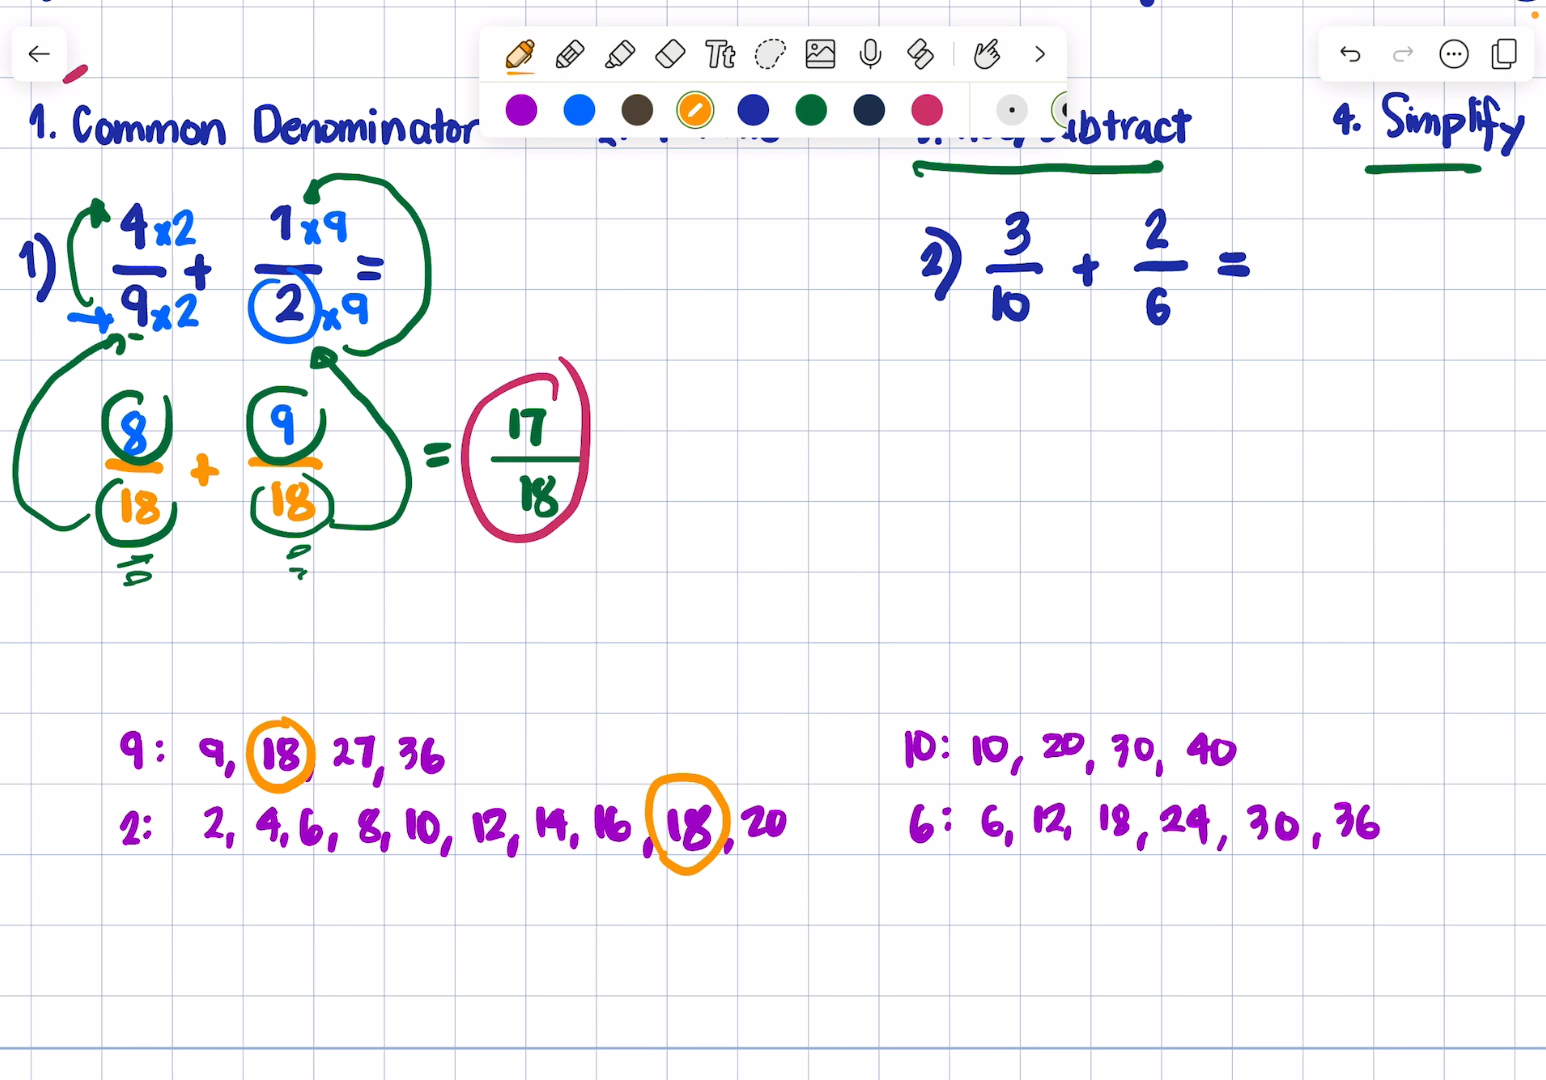 Tt
1. Common Denominator
ubtract
4. Simplify
1) 4x2/9x2 + 1x9/2x9 =
2) 3/10 + 2/6 =
8/18 + 9/18 = 17/18
9: 9, 18, 27, 36
2: 2, 4, 6, 8, 10, 12, 14, 16, 18, 20
10: 10, 20, 30, 40
6: 6, 12, 18, 24, 30, 36